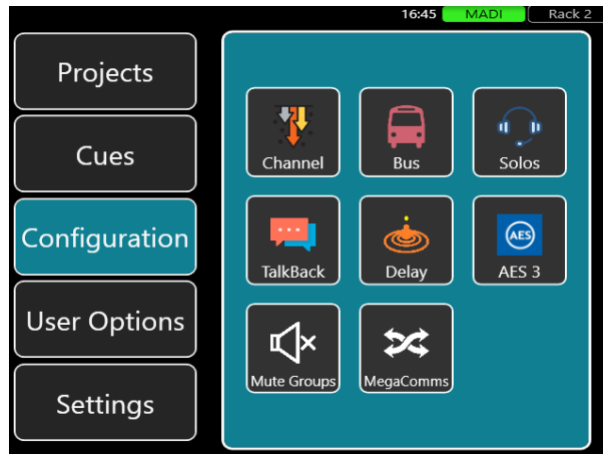 16:45 MADI Rack 2
Projects
Cues
Configuration
User Options
Settings
Channel Bus Solos
TalkBack Delay AES AES 3
Mute Groups MegaComms